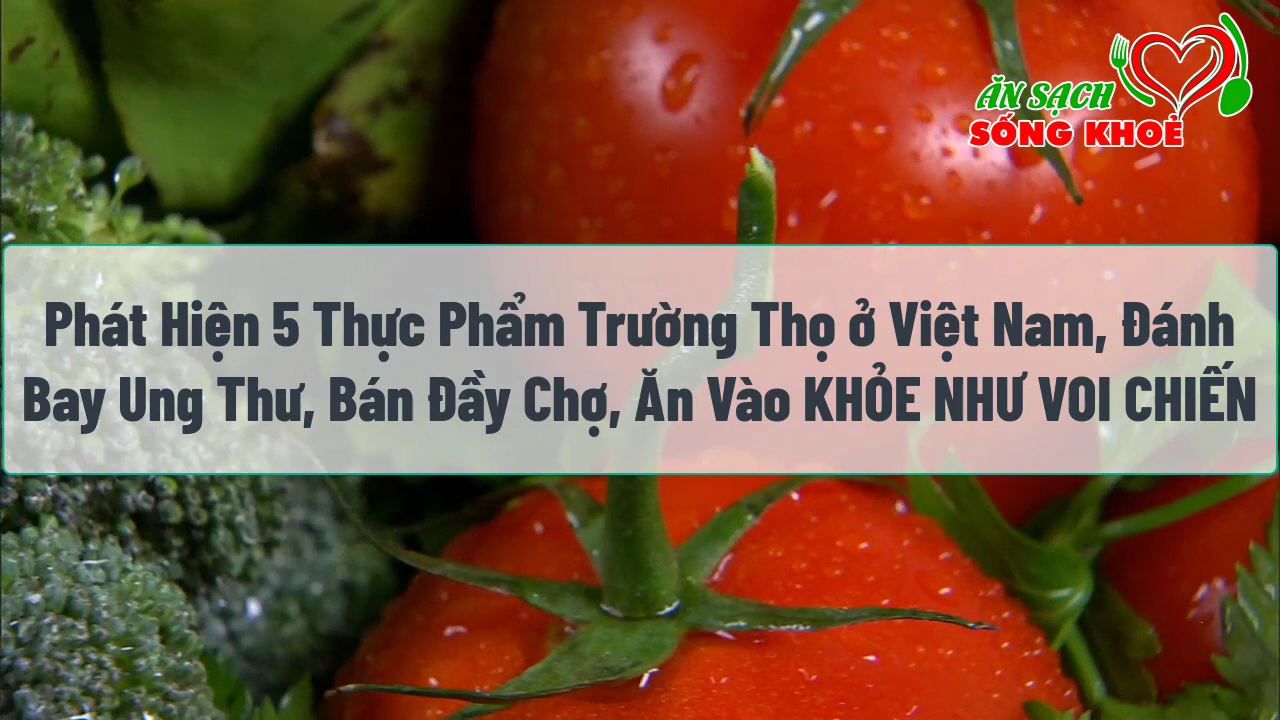 ĂN SẠCH
SỐNG KHOẺ
Phát Hiện 5 Thực Phẩm Trường Thọ ở Việt Nam, Đánh
Bay Ung Thư, Bán Đầy Chợ, Ăn Vào KHỎE NHƯ VOI CHIẾN